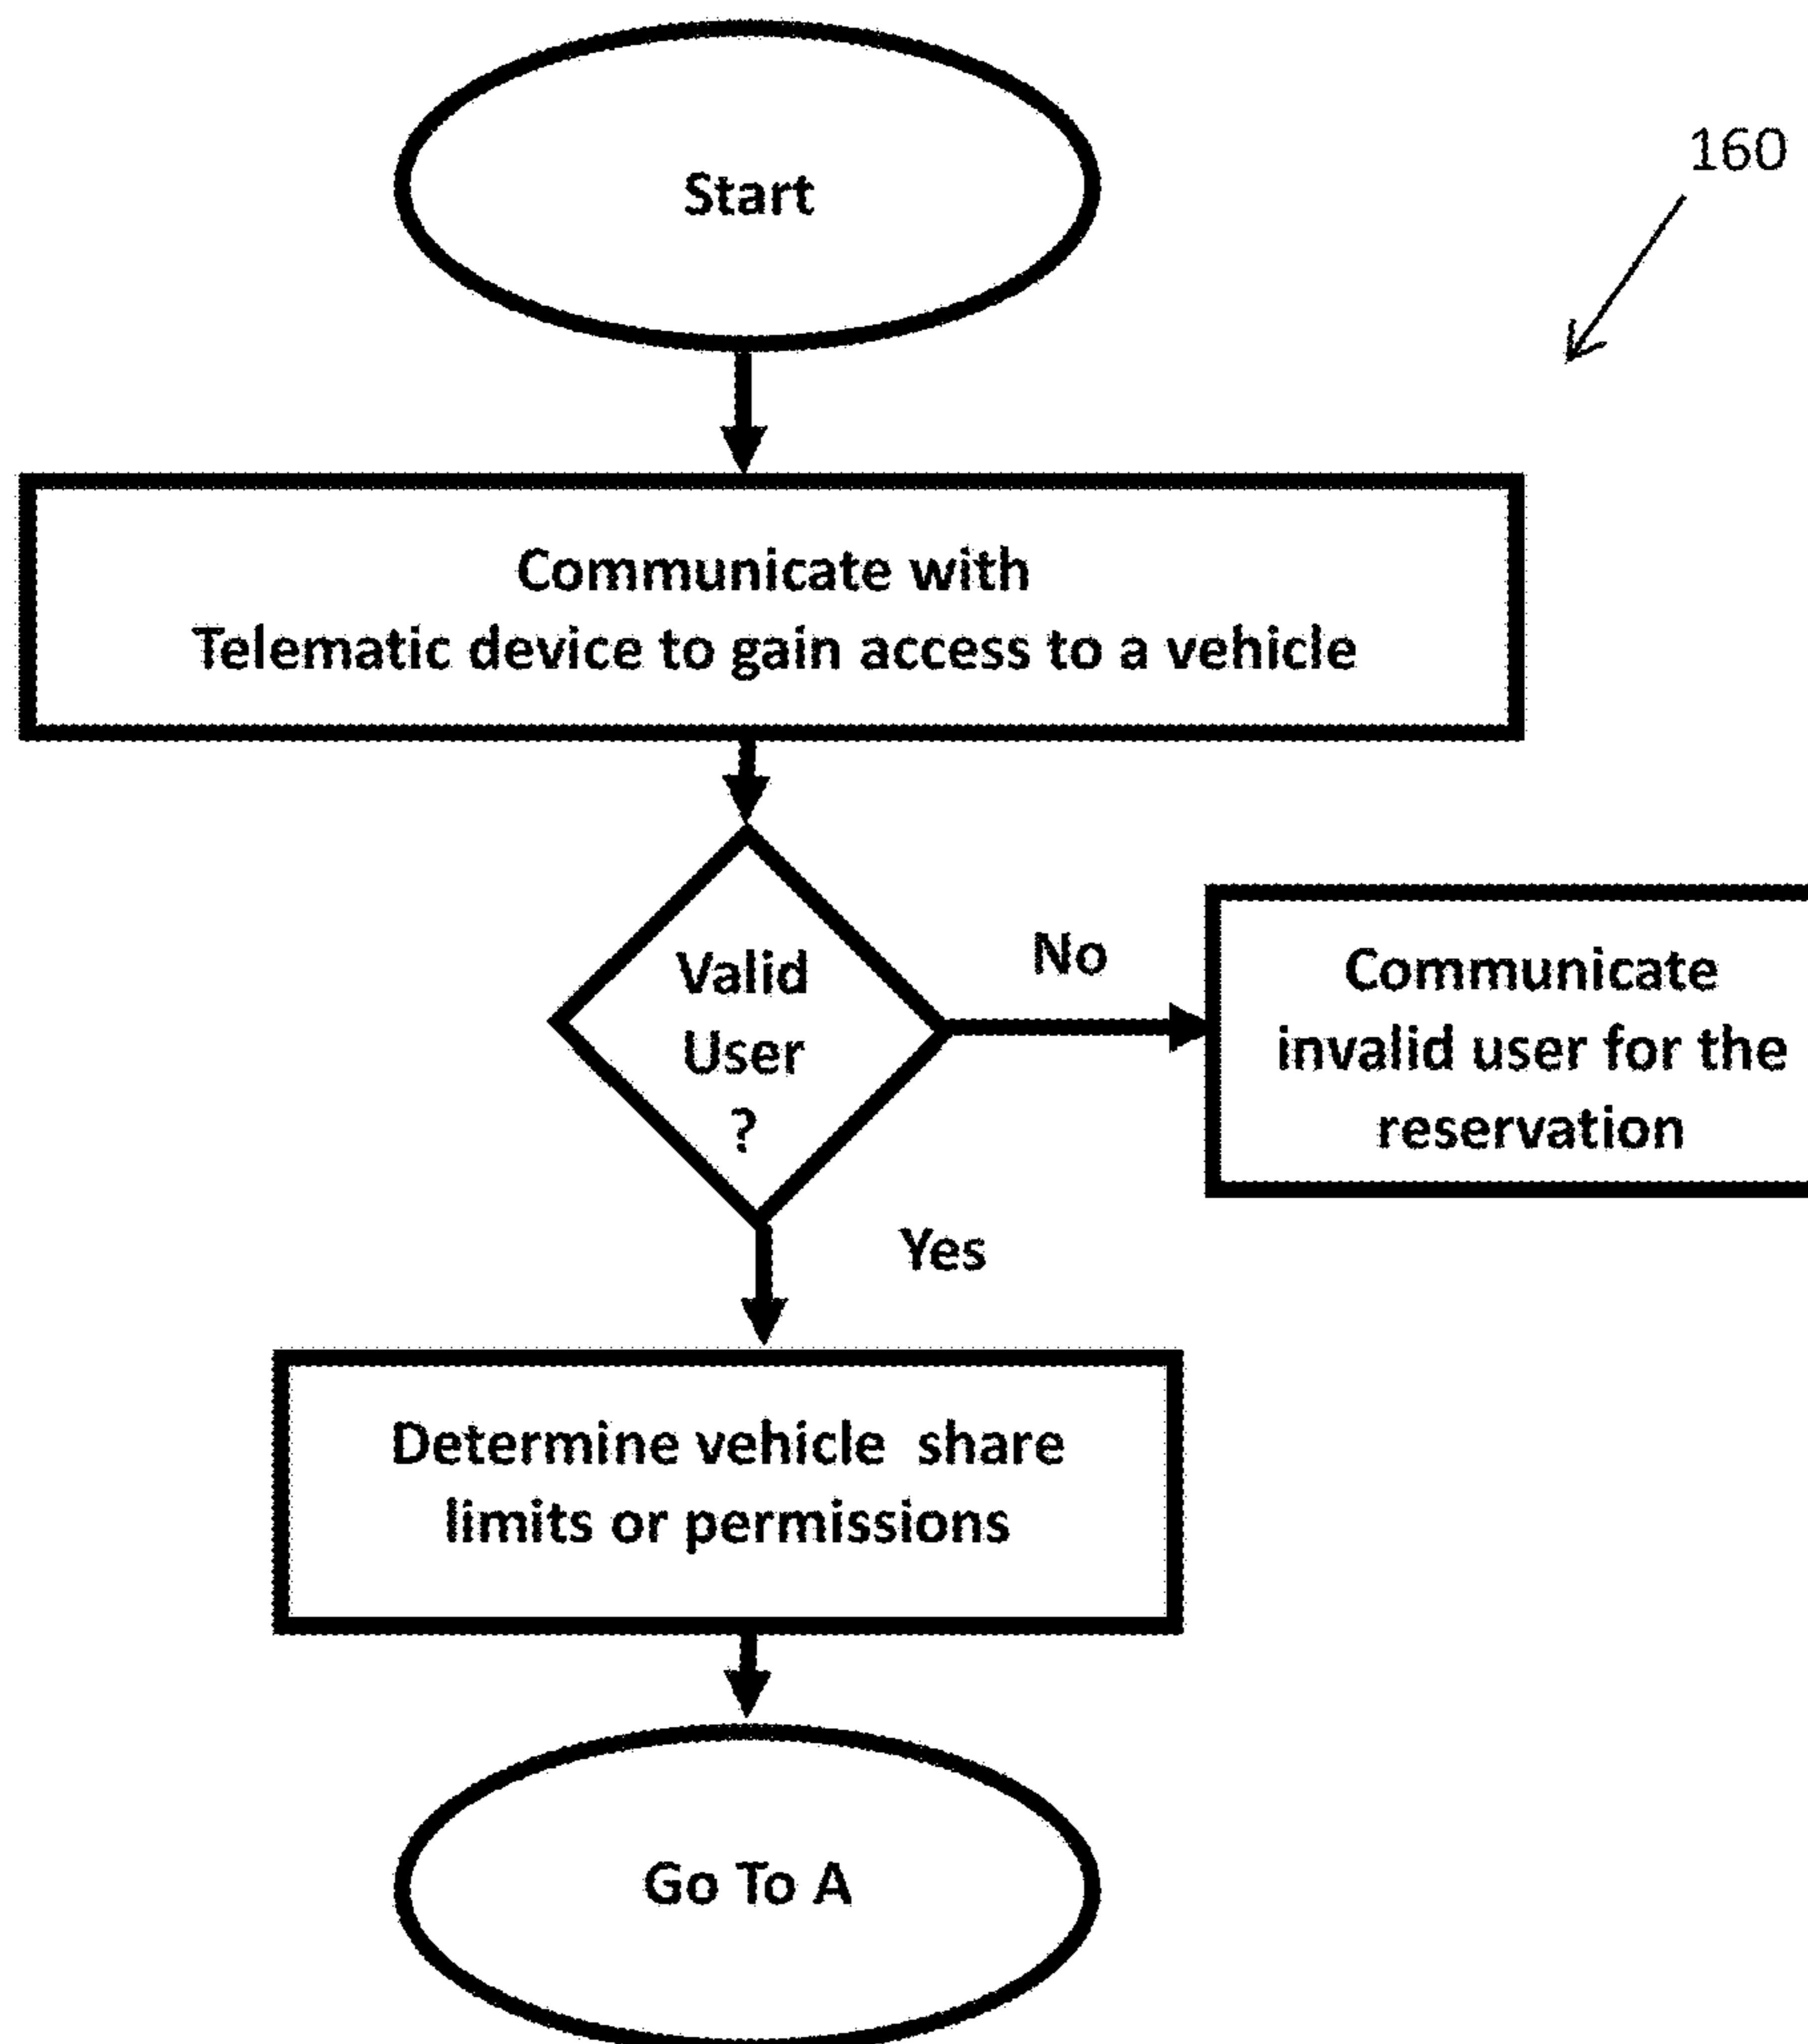 Start
160
Communicate with
Telematic device to gain access to a vehicle
Valid
User
?
No
Communicate
invalid user for the
reservation
Yes
Determine vehicle share
limits or permissions
Go To A